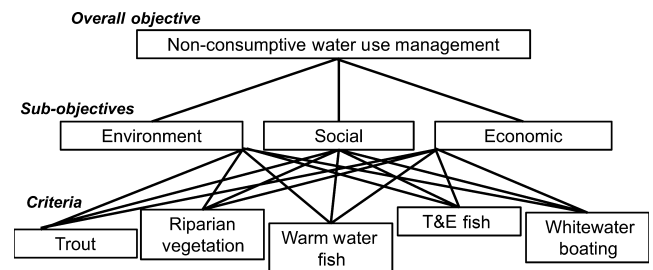 Overall objective
Non-consumptive water use management
Sub-objectives
Environment
Social
Economic
Criteria
Trout
Riparian
vegetation
Warm water
fish
T&E fish
Whitewater
boating